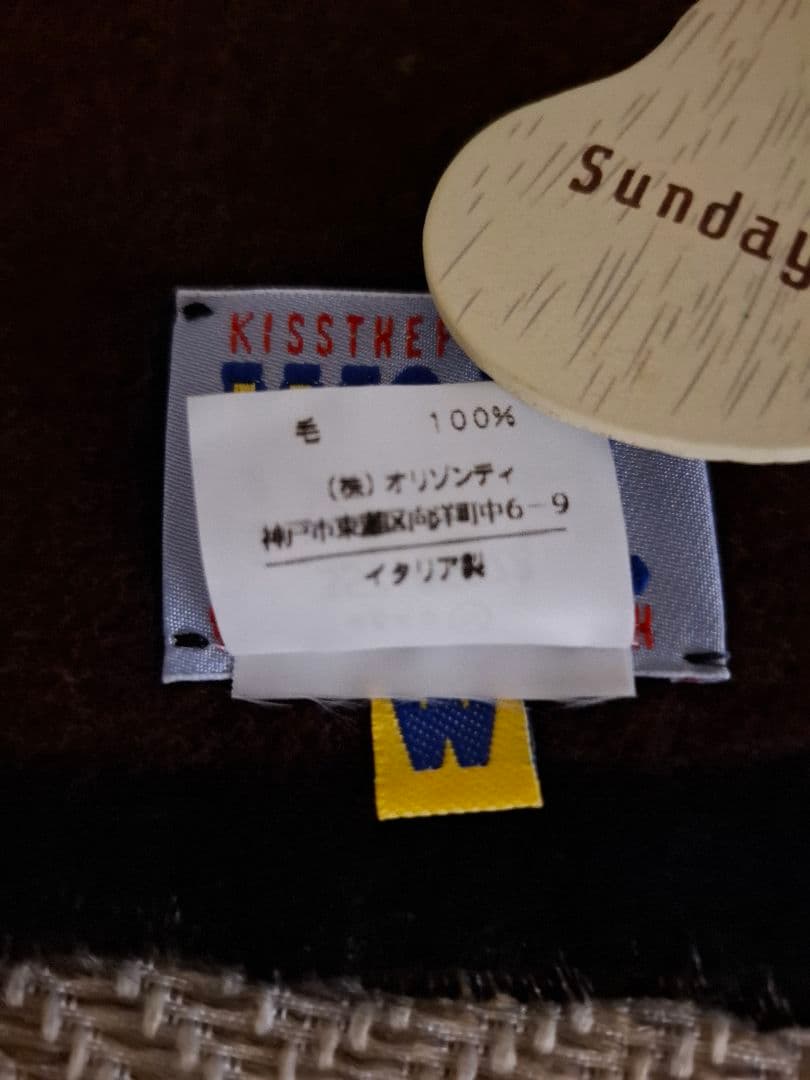 Sunday
KISSTHEF
毛 100%
(株)オリゾンティ
神戸市東灘区向洋町中6-9
イタリア製
W